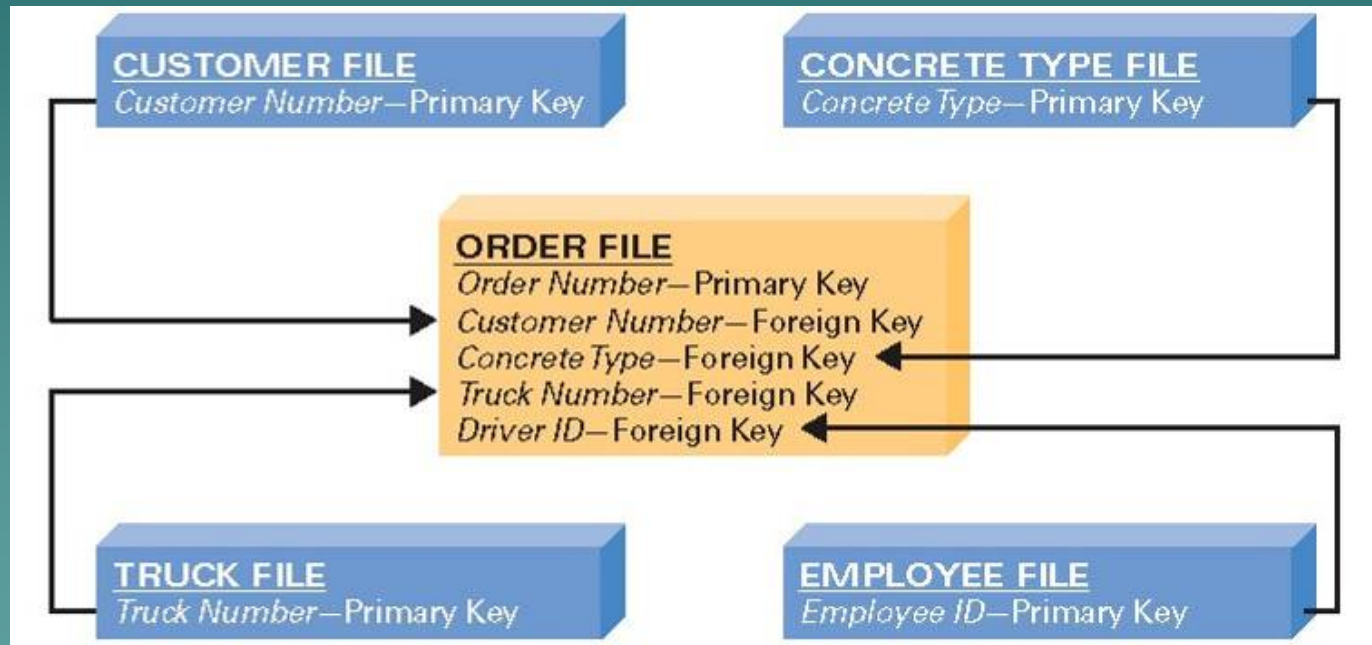 CUSTOMER FILE
Customer Number—Primary Key
CONCRETE TYPE FILE
Concrete Type—Primary Key
ORDER FILE
Order Number—Primary Key
Customer Number—Foreign Key
Concrete Type—Foreign Key
Truck Number—Foreign Key
Driver ID—Foreign Key
TRUCK FILE
Truck Number—Primary Key
EMPLOYEE FILE
Employee ID—Primary Key